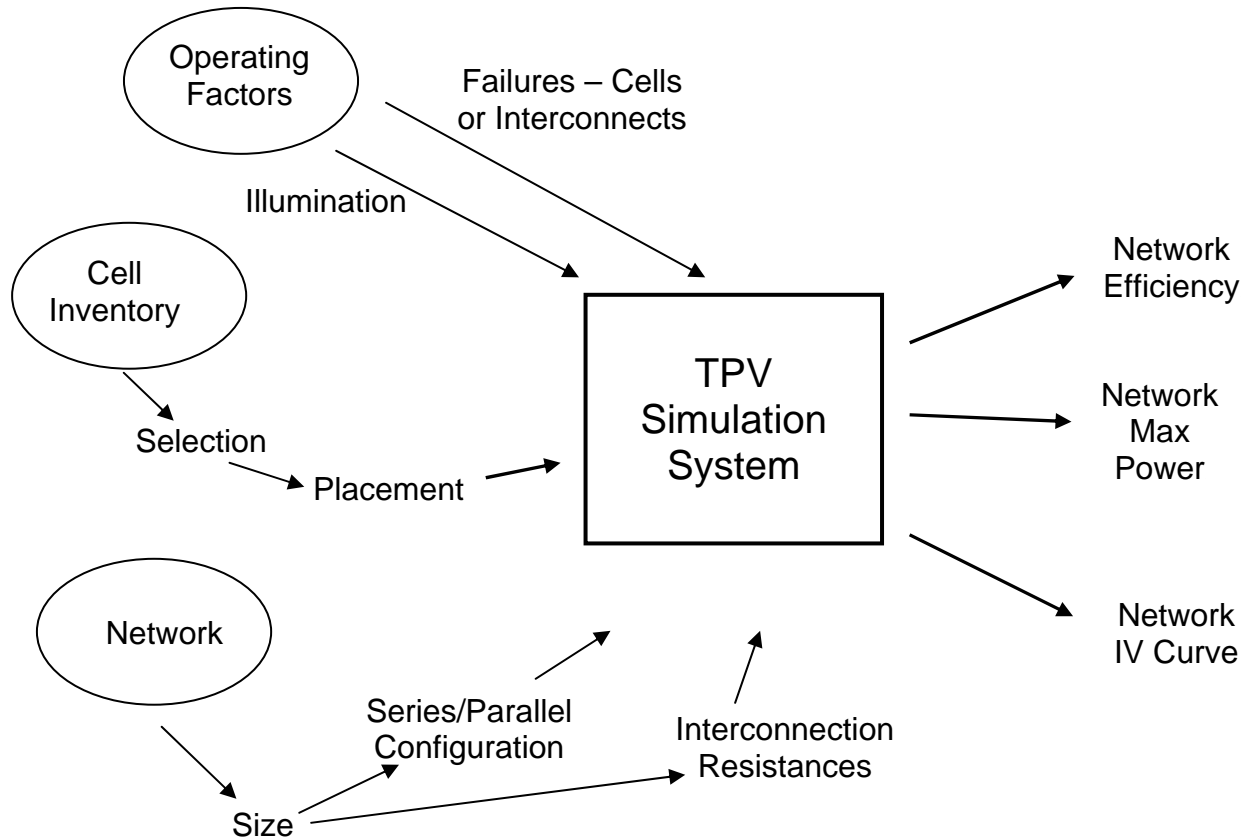 Operating
Factors
Failures – Cells
or Interconnects
Illumination
Cell
Inventory
Selection
Placement
Network
Size
Series/Parallel
Configuration
Interconnection
Resistances
TPV
Simulation
System
Network
Efficiency
Network
Max
Power
Network
IV Curve